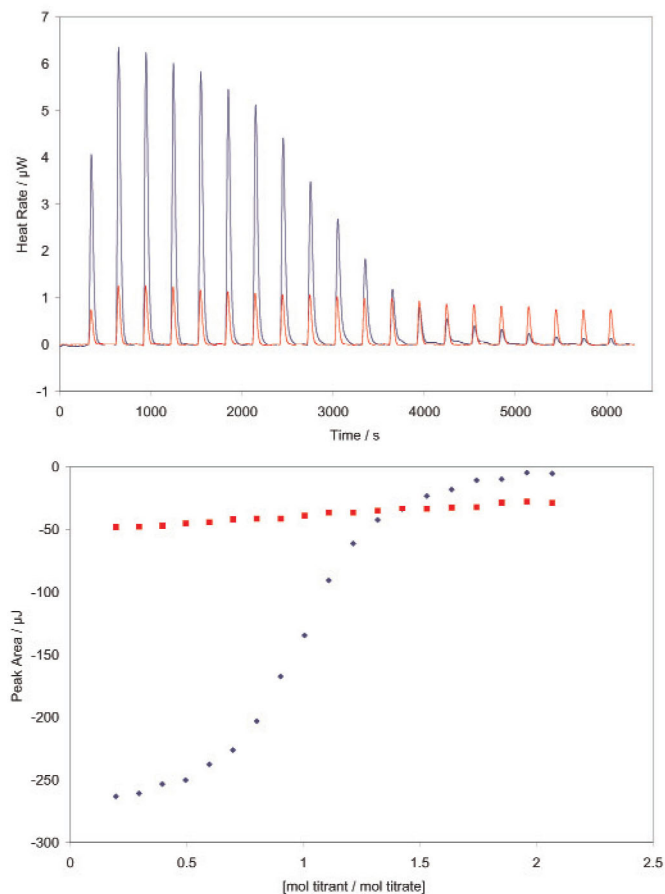 7
6
5
4
3
2
1
0
-1
Heat Rate / µW
0 1000 2000 3000 4000 5000 6000
Time / s
0
-50
-100
-150
-200
-250
-300
Peak Area / µJ
0 0.5 1 1.5 2 2.5
[mol titrant / mol titrate]